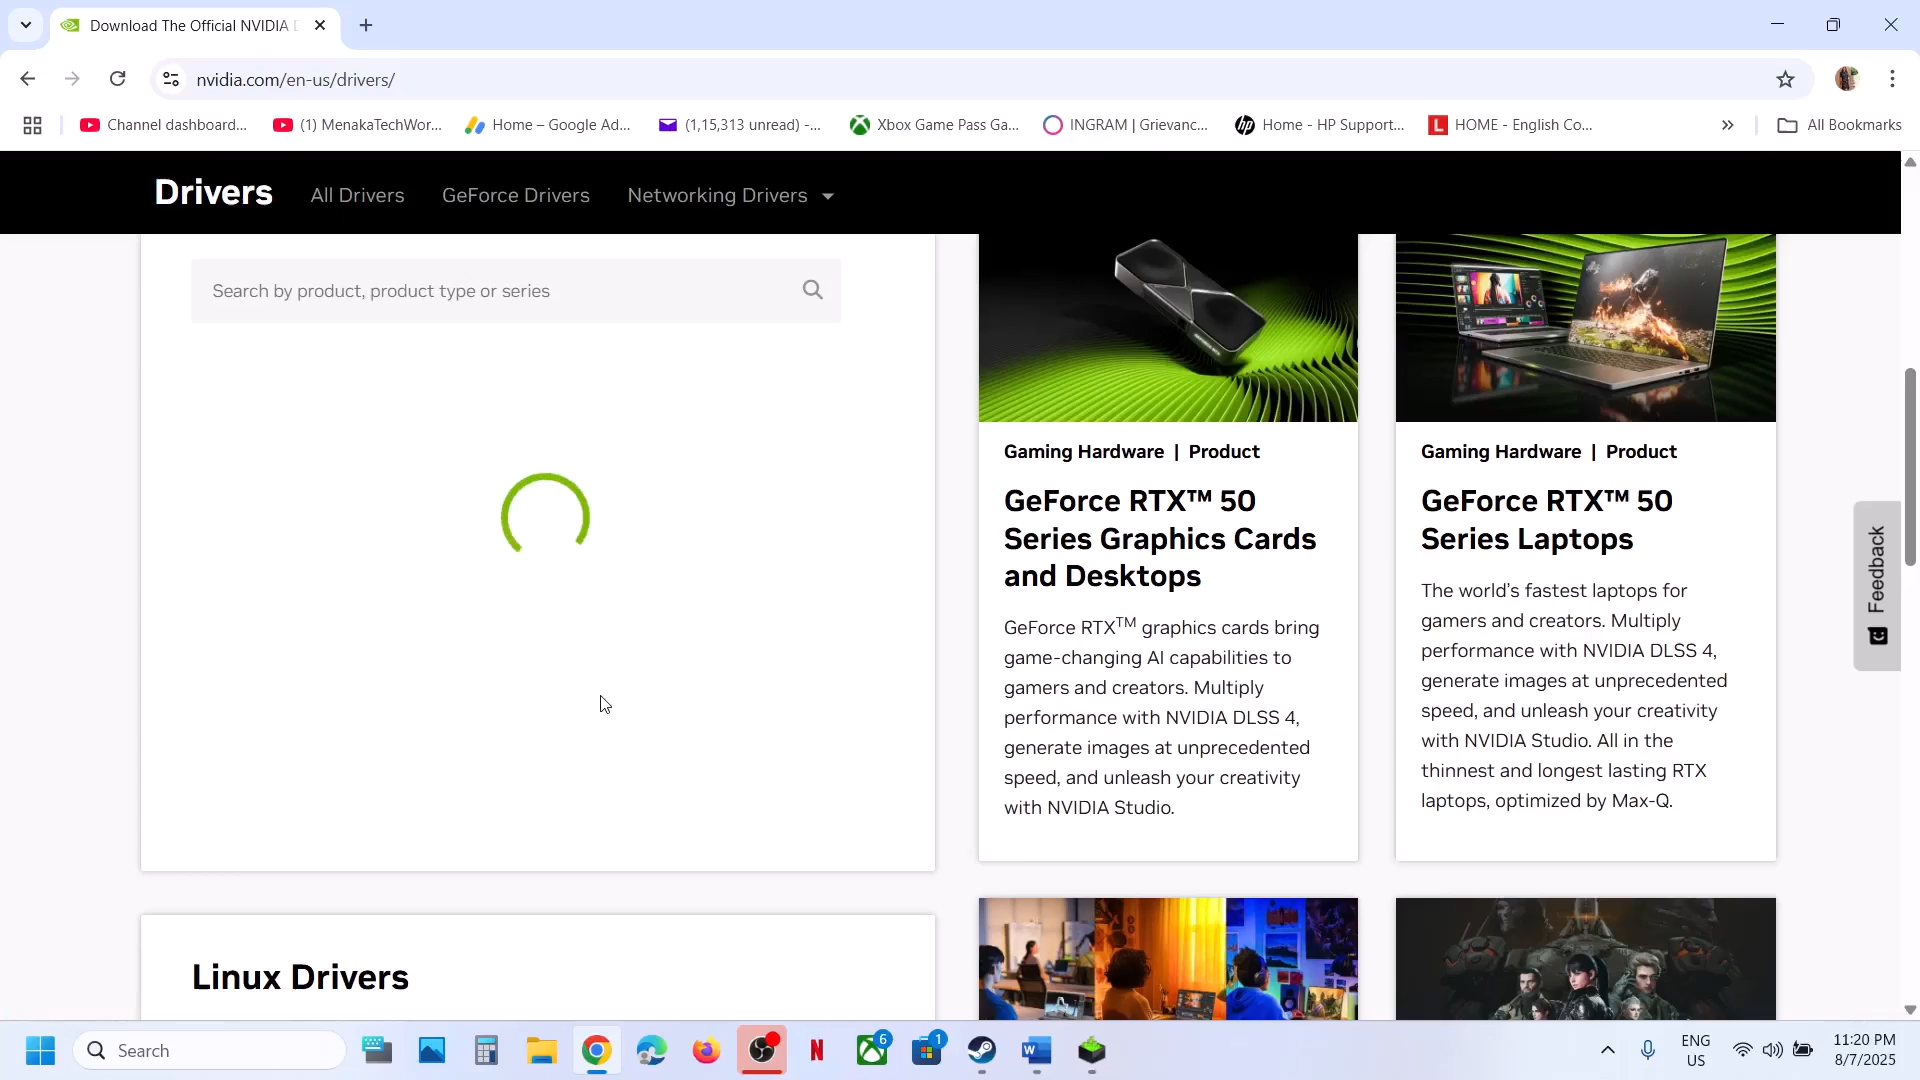 Download The Official NVIDIA D
nvidia.com/en-us/drivers/
Channel dashboard...
(1) MenakaTechWor...
Home – Google Ad...
(1,15,313 unread) -...
Xbox Game Pass Ga...
INGRAM | Grievanc...
Home - HP Support...
HOME - English Co...
All Bookmarks
Drivers
All Drivers
GeForce Drivers
Networking Drivers
Search by product, product type or series
Gaming Hardware | Product
GeForce RTX™ 50
Series Graphics Cards
and Desktops
GeForce RTX™ graphics cards bring
game-changing AI capabilities to
gamers and creators. Multiply
performance with NVIDIA DLSS 4,
generate images at unprecedented
speed, and unleash your creativity
with NVIDIA Studio.
Gaming Hardware | Product
GeForce RTX™ 50
Series Laptops
The world’s fastest laptops for
gamers and creators. Multiply
performance with NVIDIA DLSS 4,
generate images at unprecedented
speed, and unleash your creativity
with NVIDIA Studio. All in the
thinnest and longest lasting RTX
laptops, optimized by Max-Q.
Feedback
Linux Drivers
Search
6
1
ENG
US
11:20 PM
8/7/2025